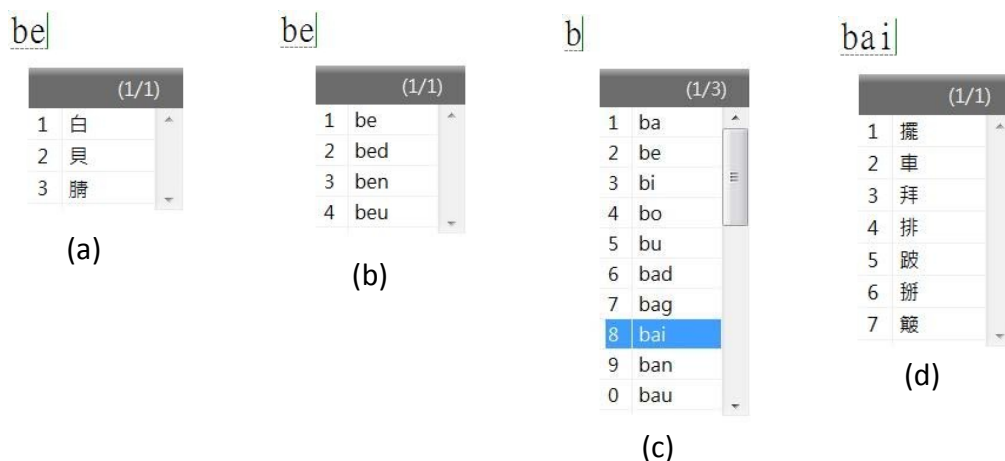 be
(1/1)
1 白
2 貝
3 腈
(a)
be
(1/1)
1 be
2 bed
3 ben
4 beu
(b)
b
(1/3)
1 ba
2 be
3 bi
4 bo
5 bu
6 bad
7 bag
8 bai
9 ban
0 bau
(c)
bai
(1/1)
1 擺
2 車
3 拜
4 排
5 跛
6 掰
7 簸
(d)